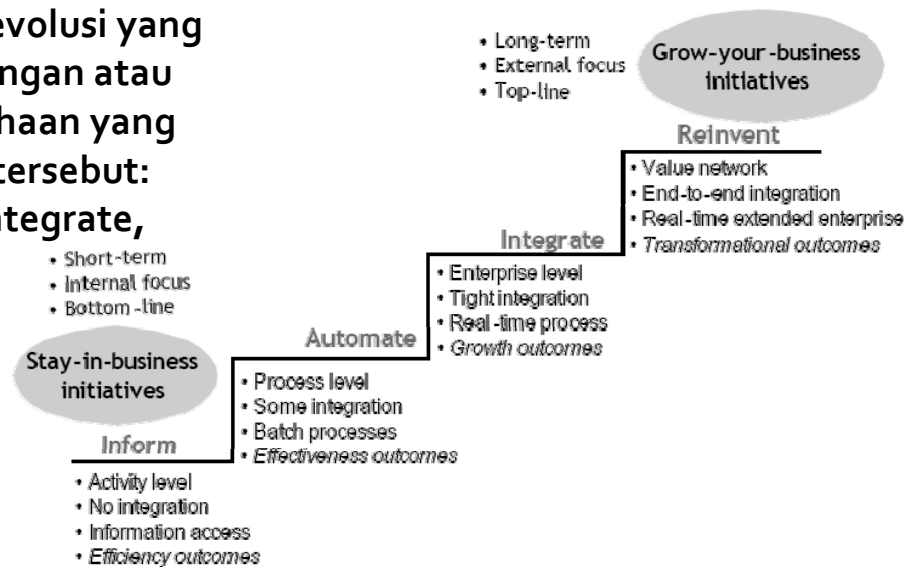 evolusi yang
ngan atau
haan yang
tersebut:
ntegrate,
• Long-term
• External focus
• Top-line
Grow-your-business
initiatives
Reinvent
• Value network
• End-to-end integration
• Real-time extended enterprise
• Transformational outcomes
Integrate
• Enterprise level
• Tight integration
• Real-time process
• Growth outcomes
• Short-term
• Internal focus
• Bottom-line
Automate
• Process level
• Some integration
• Batch processes
• Effectiveness outcomes
Stay-in-business
initiatives
Inform
• Activity level
• No integration
• Information access
• Efficiency outcomes